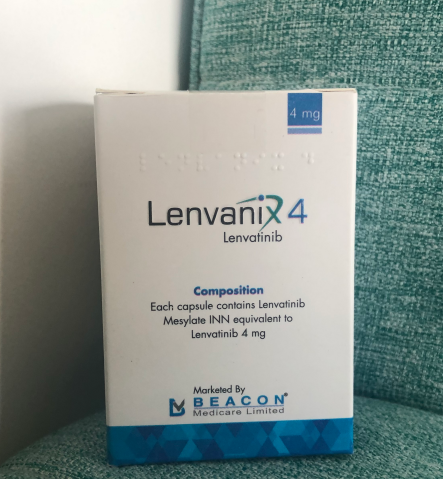 4 mg
Lenvanix 4
Lenvatinib
Composition
Each capsule contains Lenvatinib
Mesylate INN equivalent to
Lenvatinib 4 mg
Marketed By
BEACON®
Medicare Limited